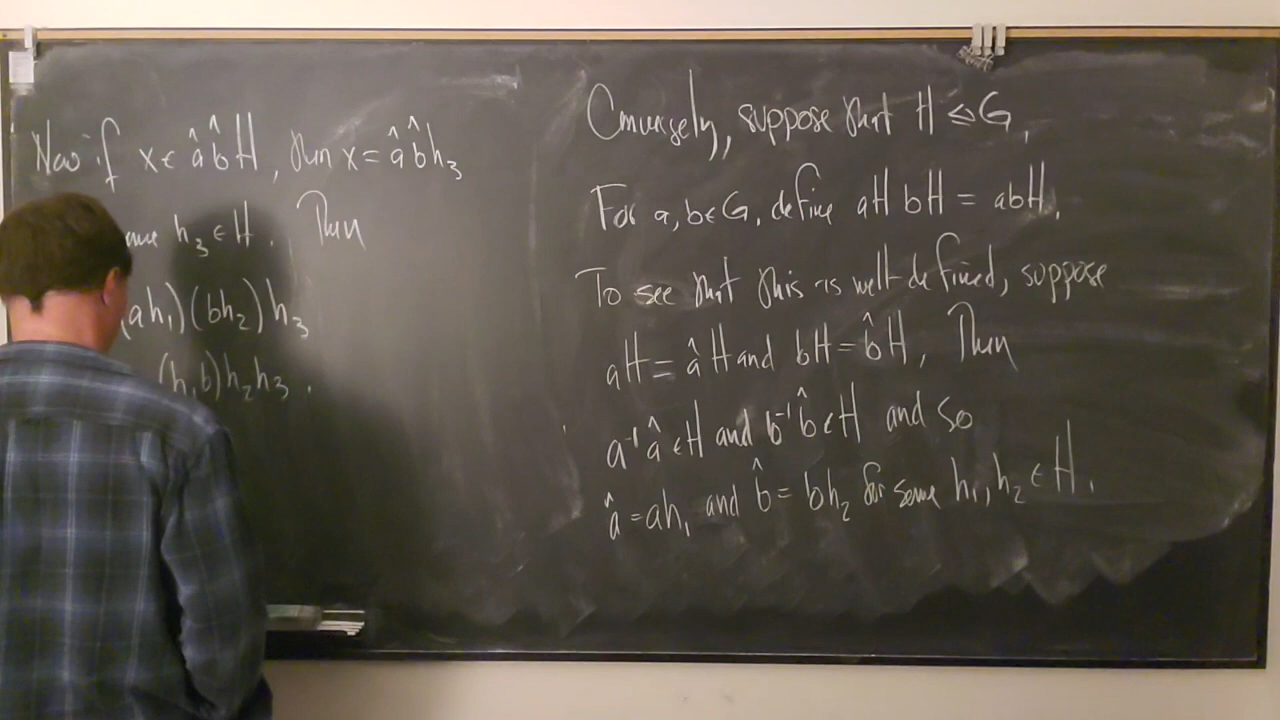 Now if x ∈ âb̂H, then x = âb̂h₃
h₃ ∈ H. Then
(ah₁)(bh₂)h₃
(h₁b)h₂h₃.
Conversely, suppose that H ⊴ G.
For a, b ∈ G, define aH bH = abH.
To see that this is well-defined, suppose
aH = âH and bH = b̂H. Then
a⁻¹â ∈ H and b⁻¹b̂ ∈ H and so
â = ah₁ and b̂ = bh₂ for some h₁, h₂ ∈ H.